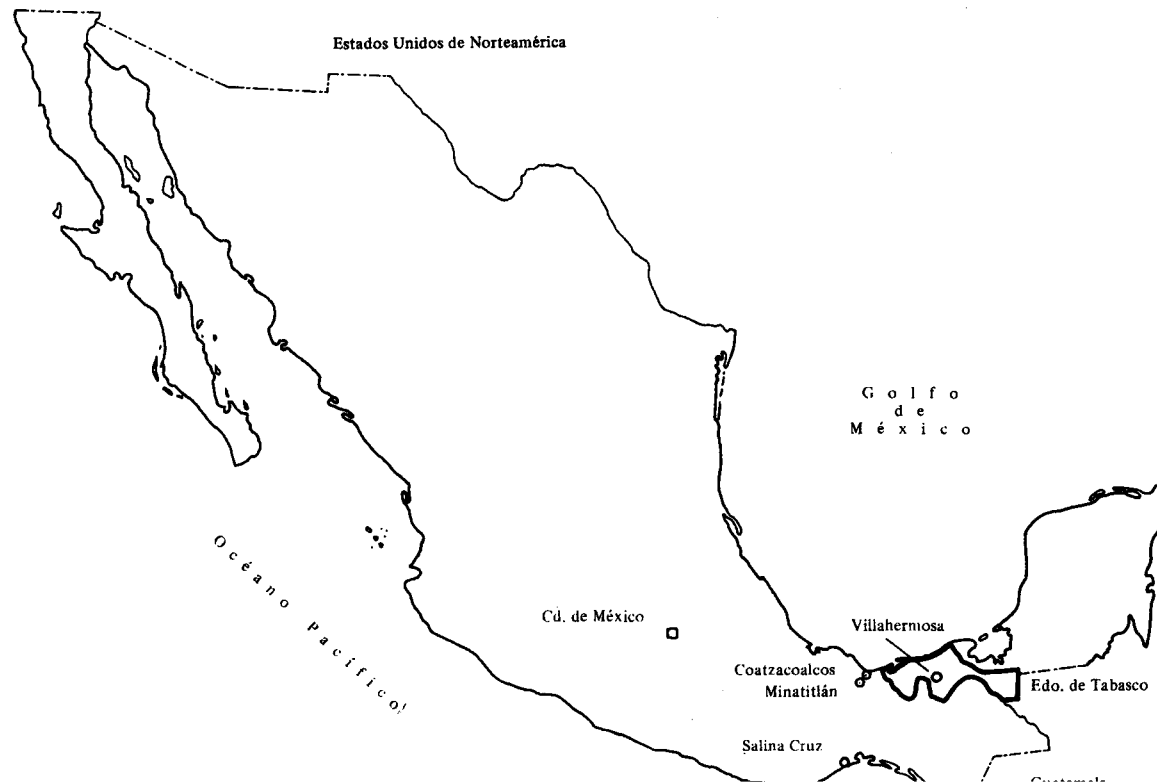 Estados Unidos de Norteamérica
Golfo
de
México
Océano Pacífico
Cd. de México
Villahermosa
Coatzacoalcos
Minatitlán
Edo. de Tabasco
Salina Cruz